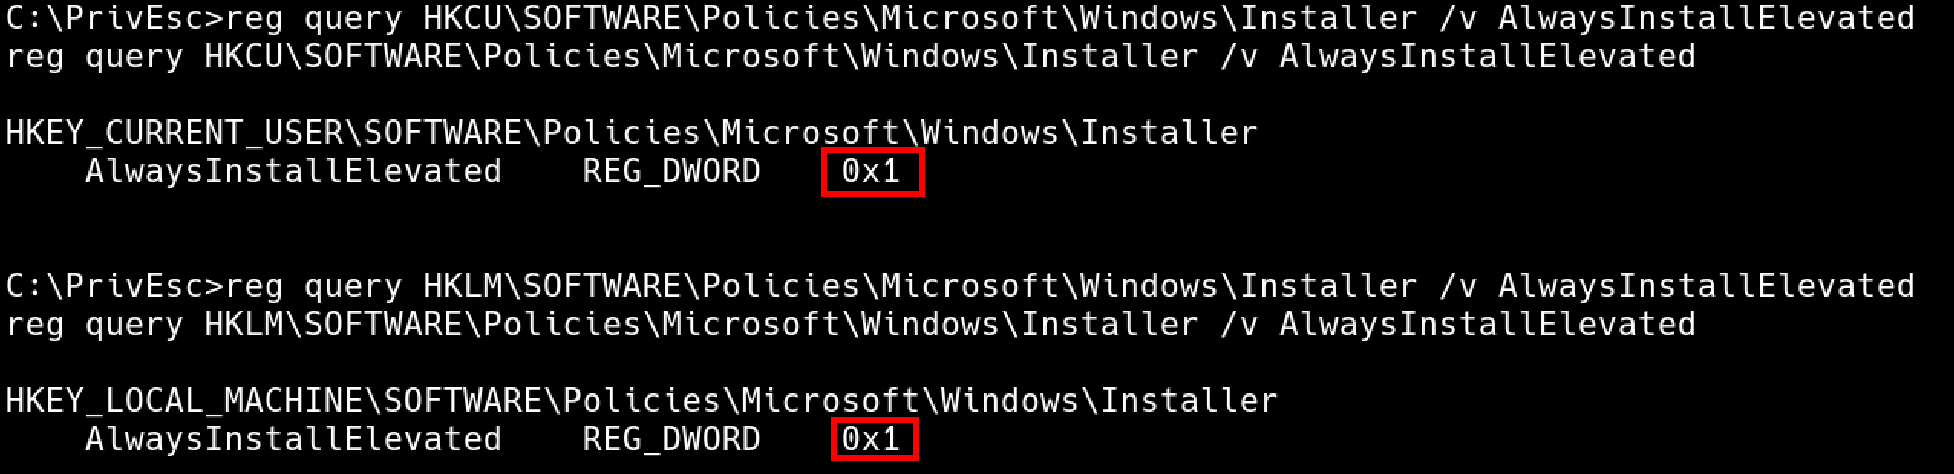 C:\PrivEsc>reg query HKCU\SOFTWARE\Policies\Microsoft\Windows\Installer /v AlwaysInstallElevated
reg query HKCU\SOFTWARE\Policies\Microsoft\Windows\Installer /v AlwaysInstallElevated
HKEY_CURRENT_USER\SOFTWARE\Policies\Microsoft\Windows\Installer
    AlwaysInstallElevated    REG_DWORD    0x1
C:\PrivEsc>reg query HKLM\SOFTWARE\Policies\Microsoft\Windows\Installer /v AlwaysInstallElevated
reg query HKLM\SOFTWARE\Policies\Microsoft\Windows\Installer /v AlwaysInstallElevated
HKEY_LOCAL_MACHINE\SOFTWARE\Policies\Microsoft\Windows\Installer
    AlwaysInstallElevated    REG_DWORD    0x1